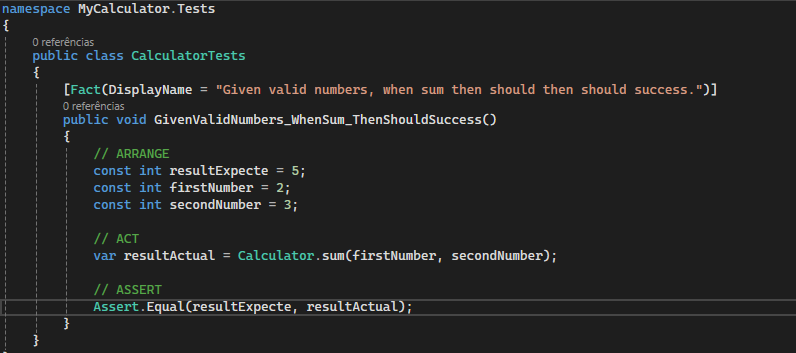 namespace MyCalculator.Tests
{
0 referências
public class CalculatorTests
{
[Fact(DisplayName = "Given valid numbers, when sum then should then should success.")]
0 referências
public void GivenValidNumbers_WhenSum_ThenShouldSuccess()
{
// ARRANGE
const int resultExpecte = 5;
const int firstNumber = 2;
const int secondNumber = 3;
// ACT
var resultActual = Calculator.sum(firstNumber, secondNumber);
// ASSERT
Assert.Equal(resultExpecte, resultActual);
}
}